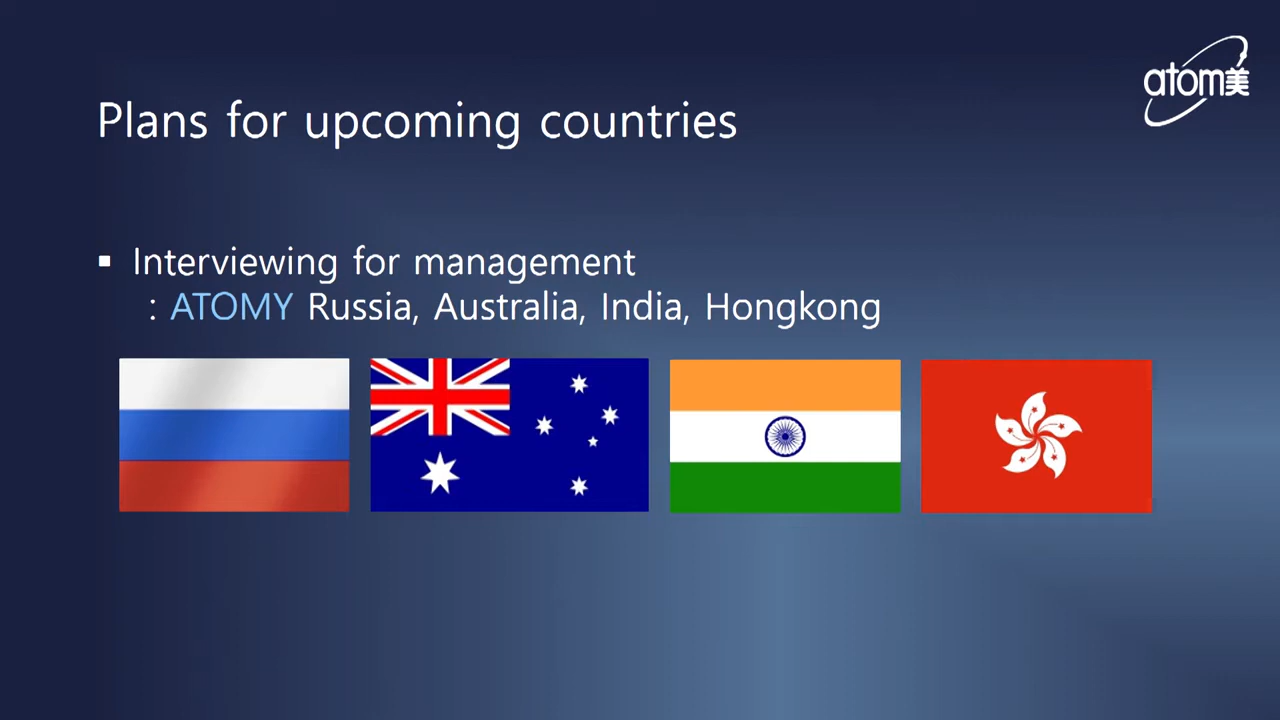 atom美
Plans for upcoming countries
▪ Interviewing for management
: ATOMY Russia, Australia, India, Hongkong